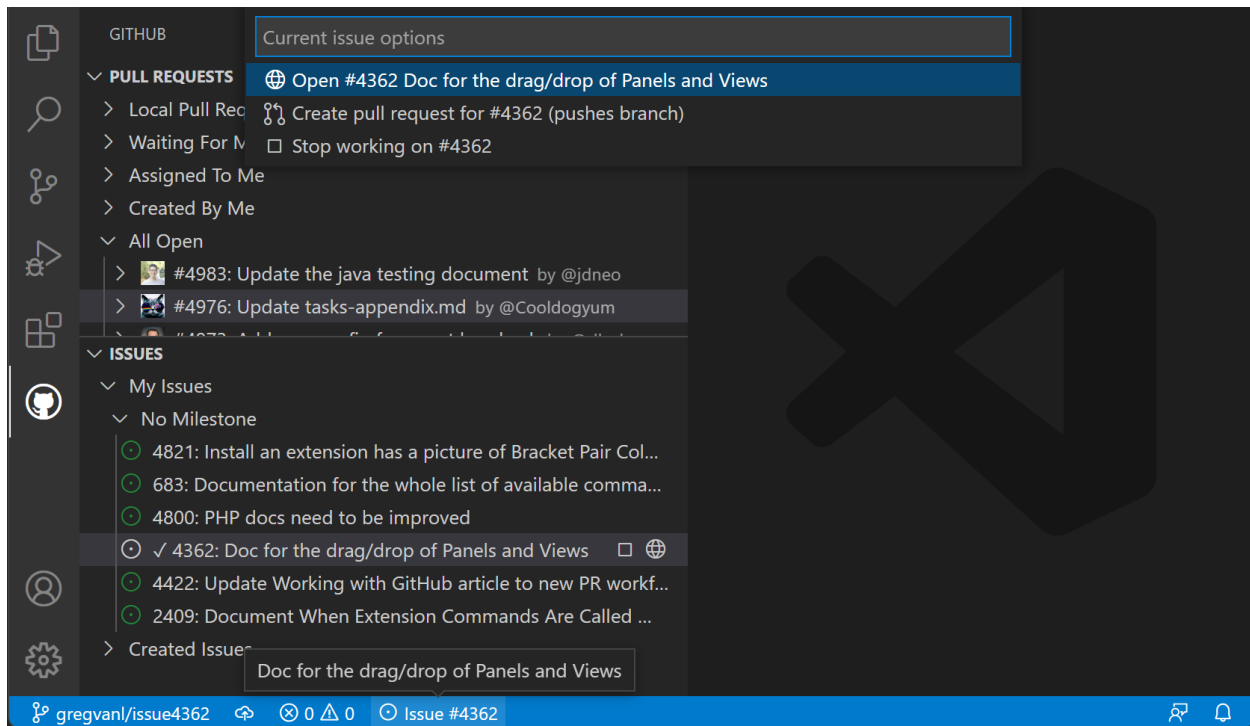 GITHUB
Current issue options
Open #4362 Doc for the drag/drop of Panels and Views
Create pull request for #4362 (pushes branch)
Stop working on #4362
PULL REQUESTS
Local Pull Req
Waiting For M
Assigned To Me
Created By Me
All Open
#4983: Update the java testing document by @jdneo
#4976: Update tasks-appendix.md by @Cooldogyum
ISSUES
My Issues
No Milestone
4821: Install an extension has a picture of Bracket Pair Col...
683: Documentation for the whole list of available comma...
4800: PHP docs need to be improved
✓ 4362: Doc for the drag/drop of Panels and Views
4422: Update Working with GitHub article to new PR workf...
2409: Document When Extension Commands Are Called ...
Created Issues
Doc for the drag/drop of Panels and Views
gregvanl/issue4362 0 0 Issue #4362